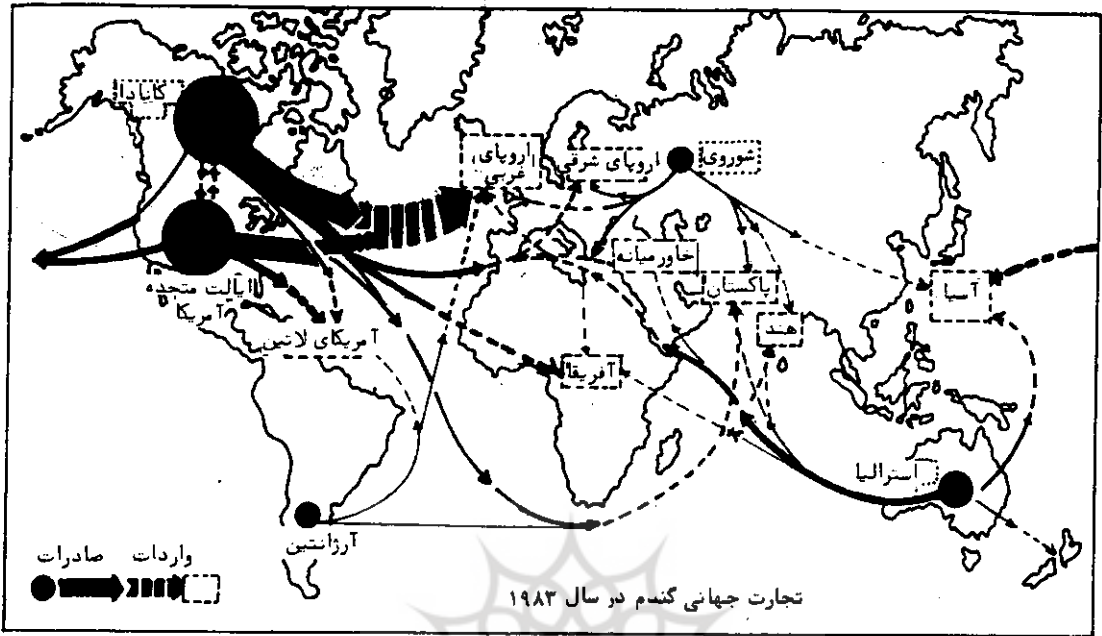 کانادا
اروپای
غربی
اروپای شرقی
شوروی
ایالت متحده
آمریکا
خاورمیانه
پاکستان
هند
آسیا
آمریکای لاتین
آفریقا
استرالیا
آرژانتین
واردات صادرات
تجارت جهانی گندم در سال ۱۹۸۳